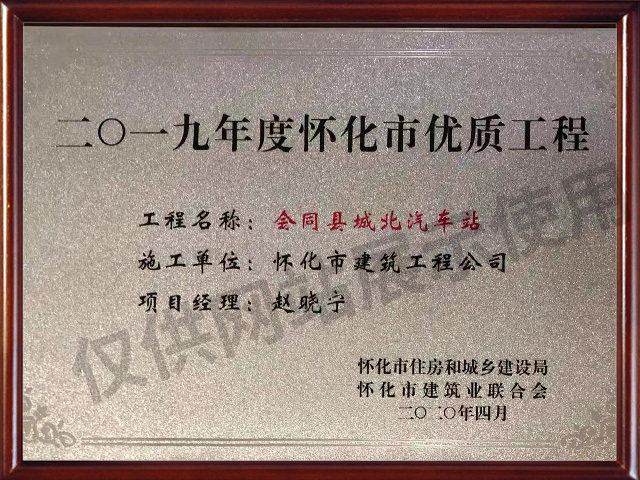 二〇一九年度怀化市优质工程
工程名称：会同县城北汽车站
施工单位：怀化市建筑工程公司
项目经理：赵晓宁
怀化市住房和城乡建设局
怀化市建筑业联合会
二〇二〇年四月
仅供网站展示使用